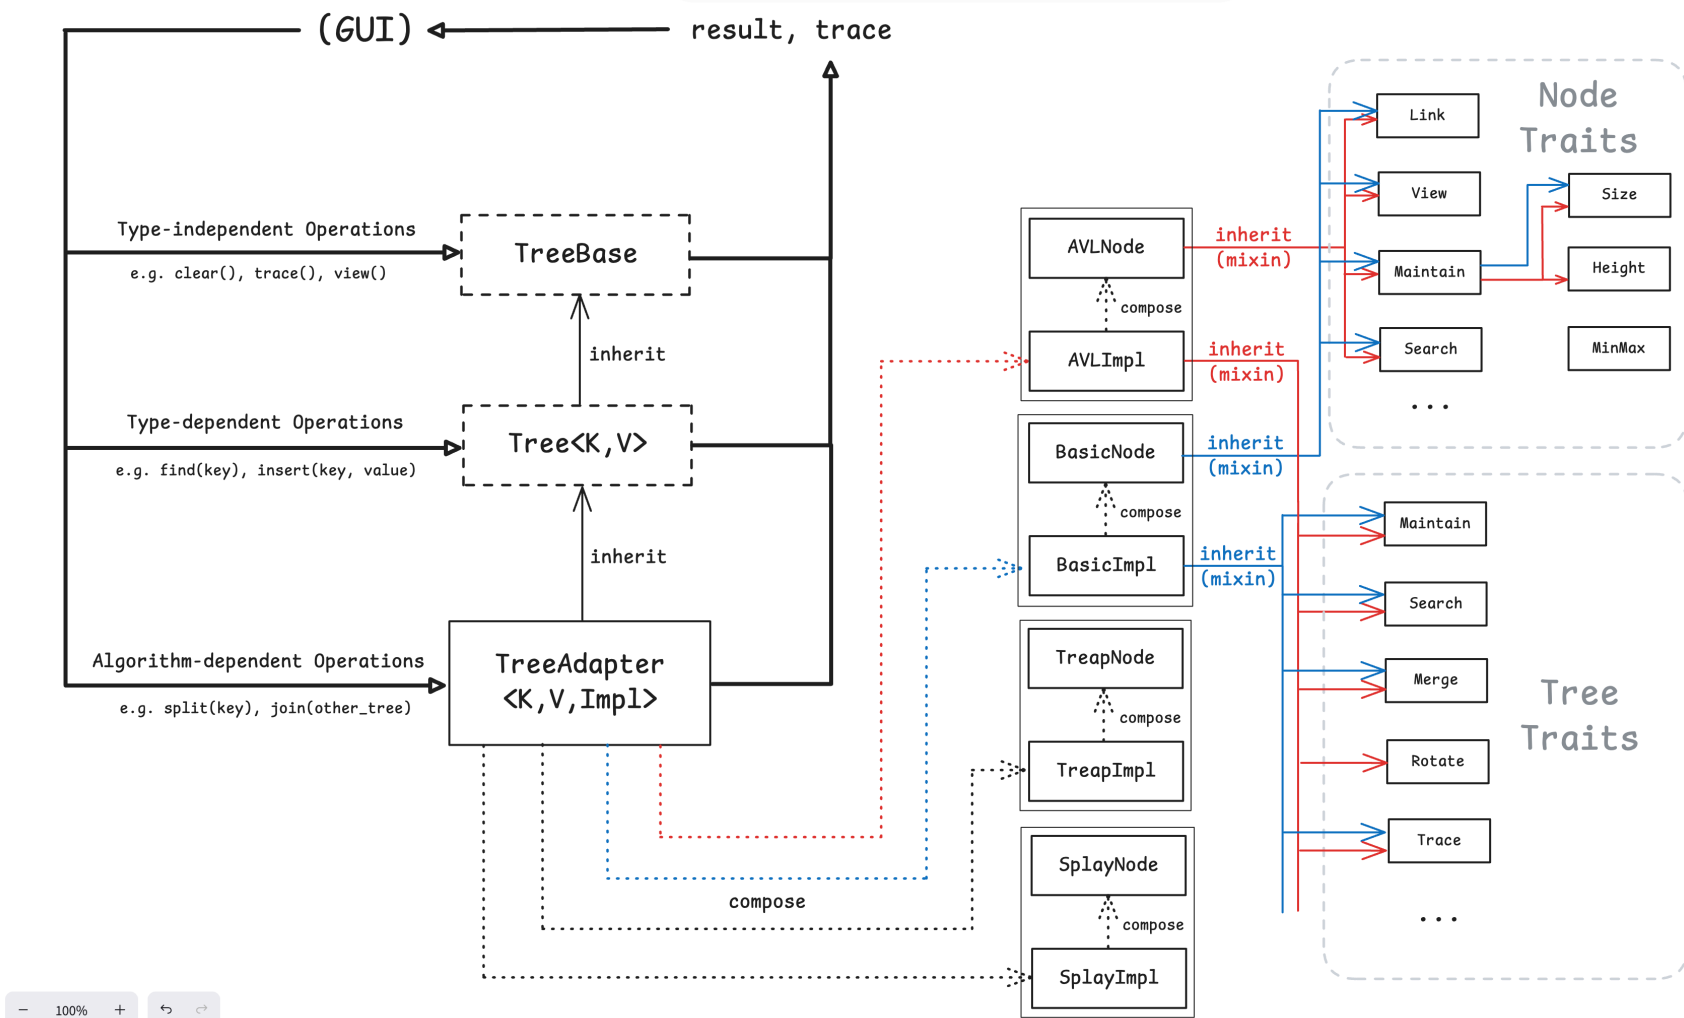 (GUI)
result, trace
Type-independent Operations
e.g. clear(), trace(), view()
TreeBase
inherit
Type-dependent Operations
e.g. find(key), insert(key, value)
Tree<K,V>
inherit
Algorithm-dependent Operations
e.g. split(key), join(other_tree)
TreeAdapter
<K,V,Impl>
compose
AVLNode
compose
AVLImpl
inherit
(mixin)
inherit
(mixin)
BasicNode
compose
BasicImpl
inherit
(mixin)
inherit
(mixin)
TreapNode
compose
TreapImpl
SplayNode
compose
SplayImpl
Node
Traits
Link
View
Maintain
Search
Size
Height
MinMax
...
Tree
Traits
Maintain
Search
Merge
Rotate
Trace
...
− 100% +